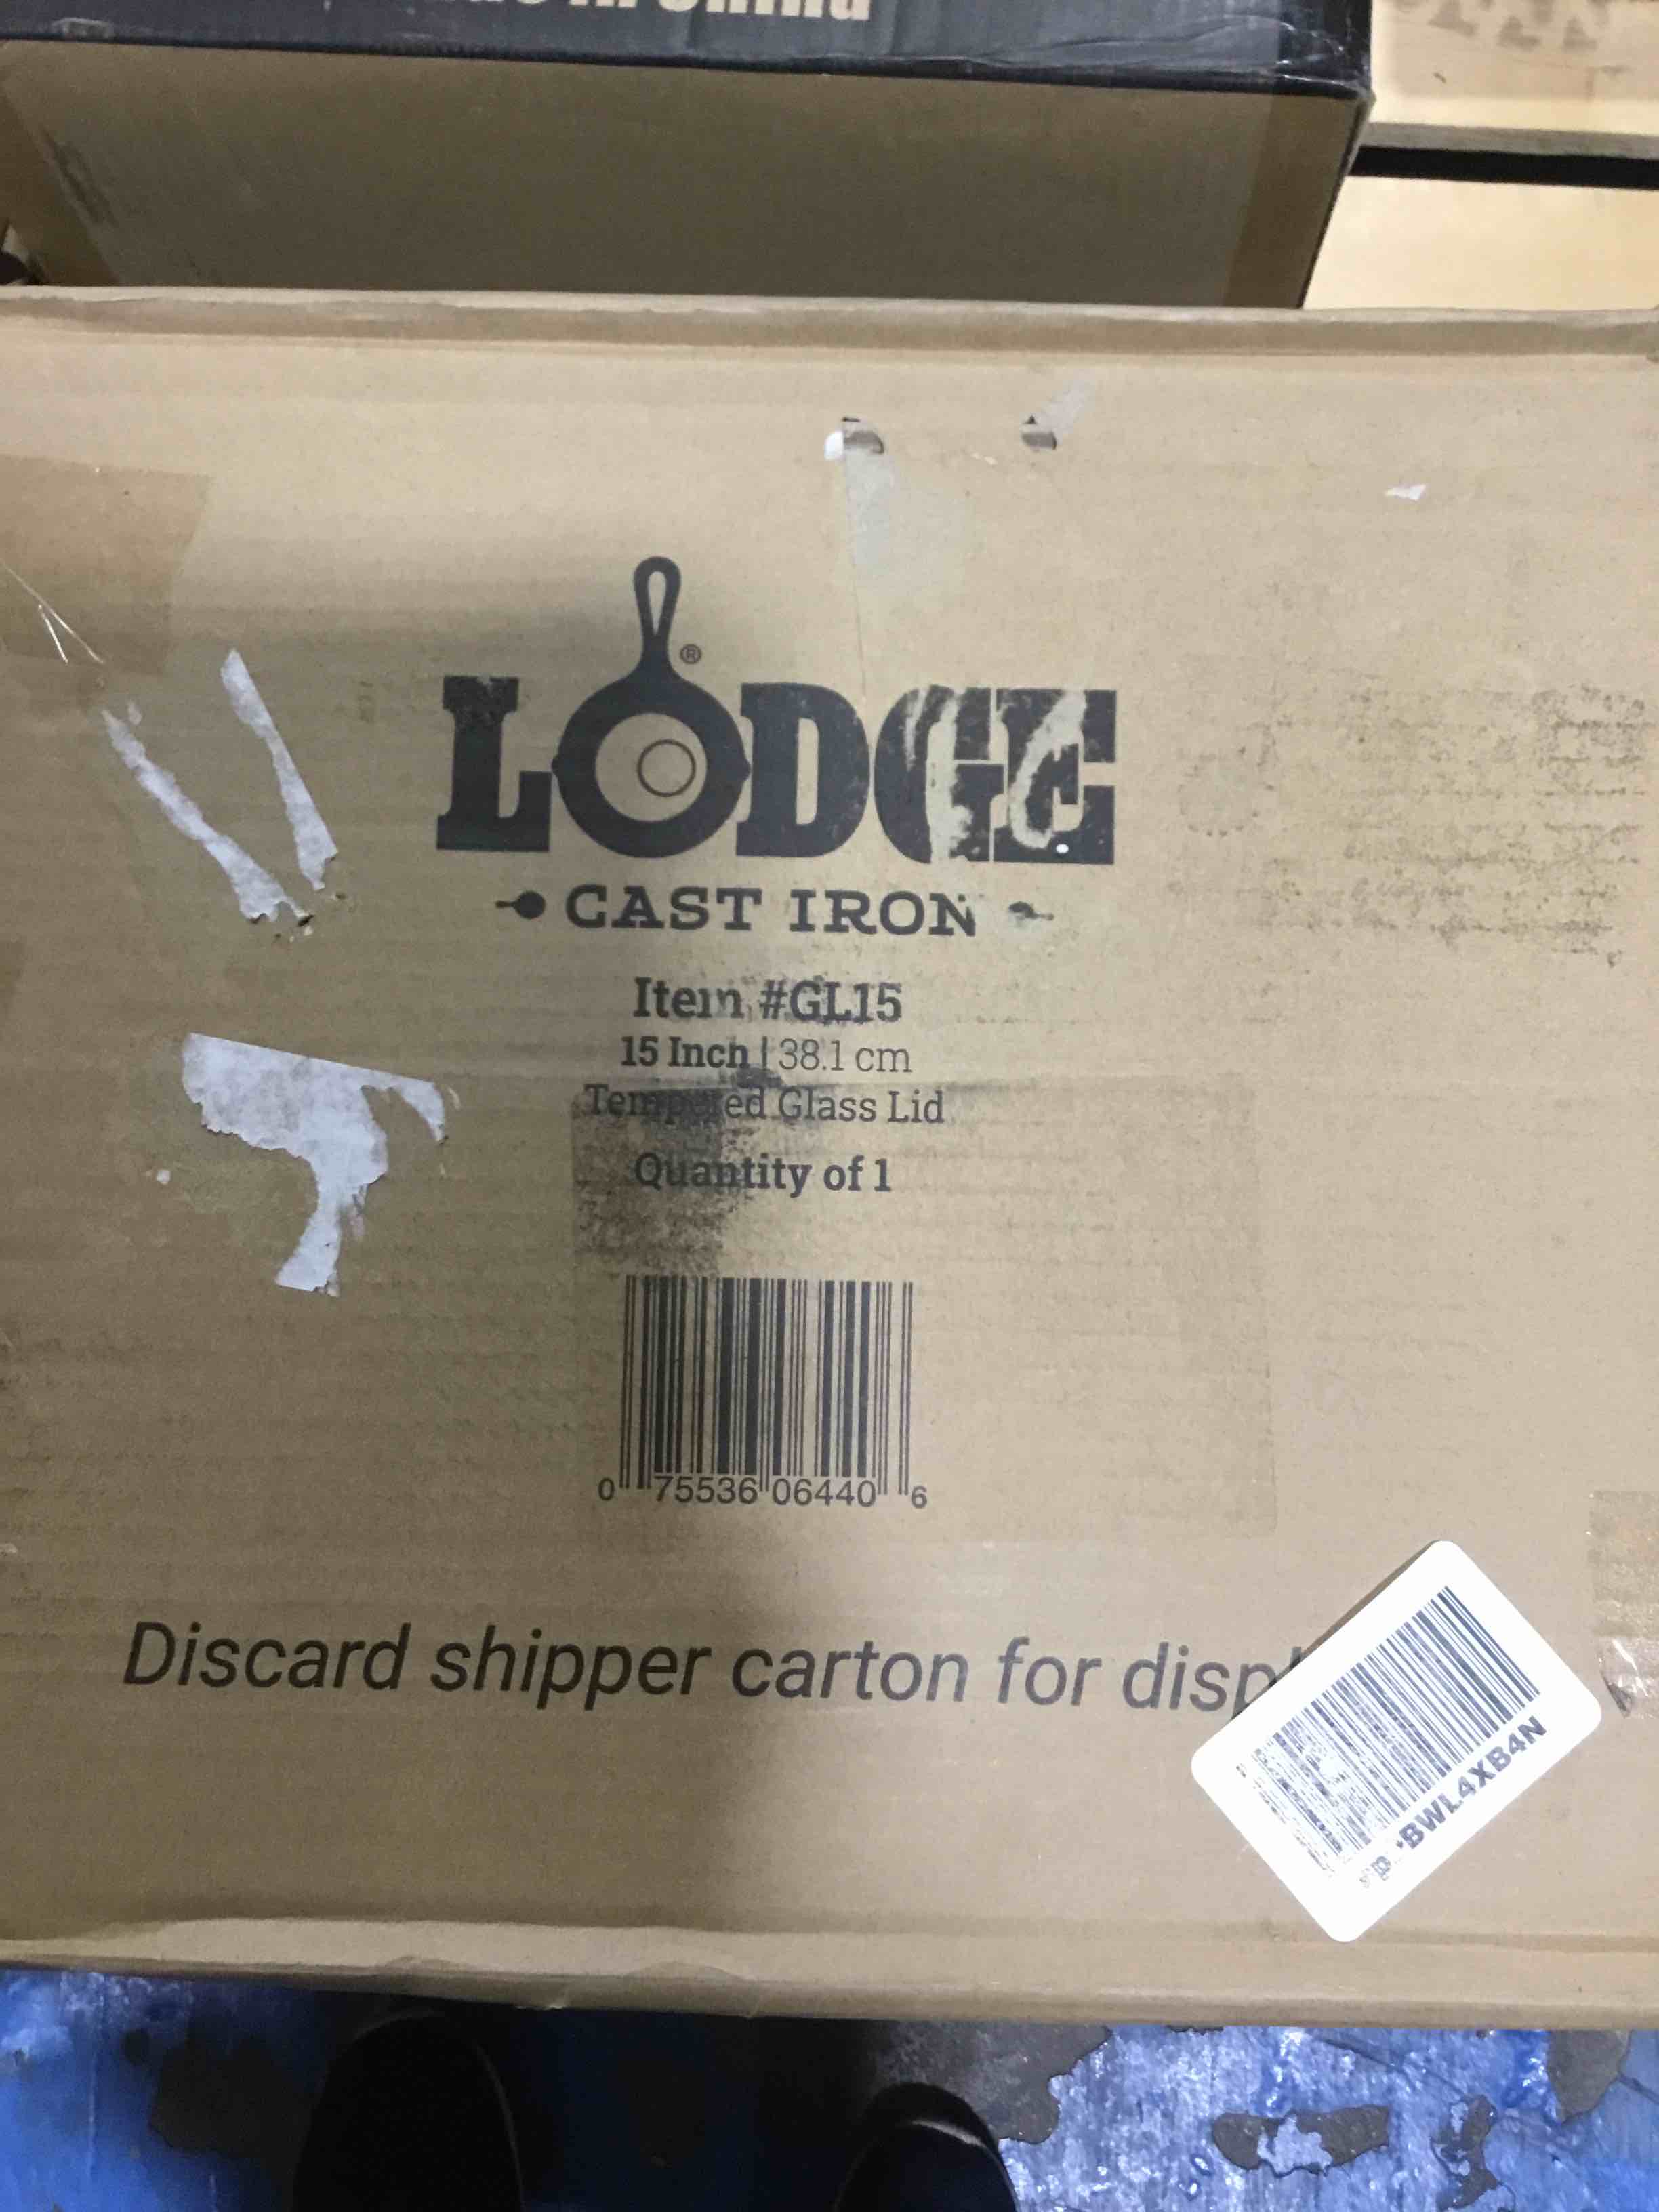 LODGE®
CAST IRON
Item #GL15
15 Inch | 38.1 cm
Tempered Glass Lid
Quantity of 1
0 75536 06440 6
Discard shipper carton for
BWL4XB4N